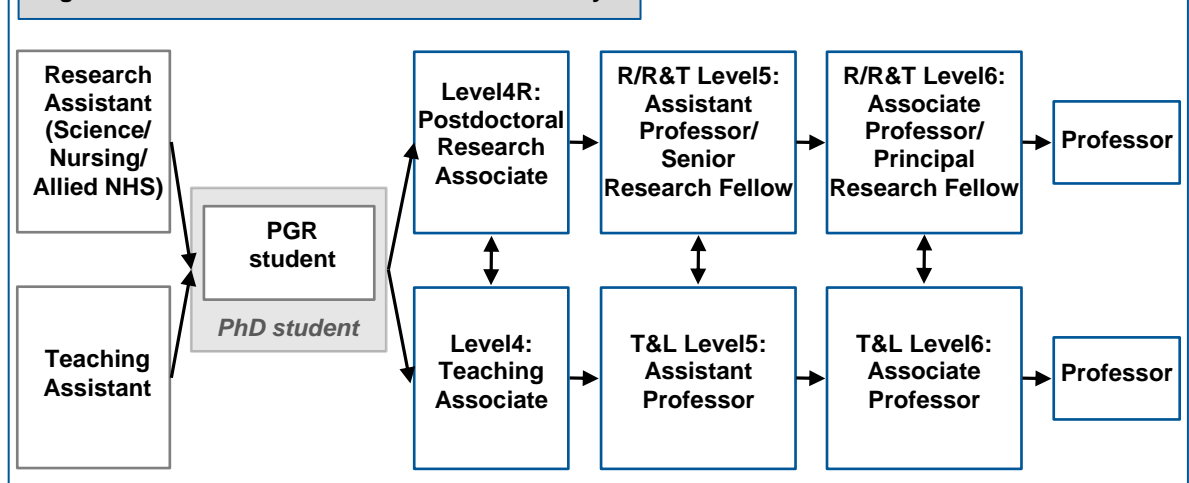 Research
Assistant
(Science/
Nursing/
Allied NHS)
Level4R:
Postdoctoral
Research
Associate
R/R&T Level5:
Assistant
Professor/
Senior
Research Fellow
R/R&T Level6:
Associate
Professor/
Principal
Research Fellow
Professor
PGR
student
PhD student
Teaching
Assistant
Level4:
Teaching
Associate
T&L Level5:
Assistant
Professor
T&L Level6:
Associate
Professor
Professor